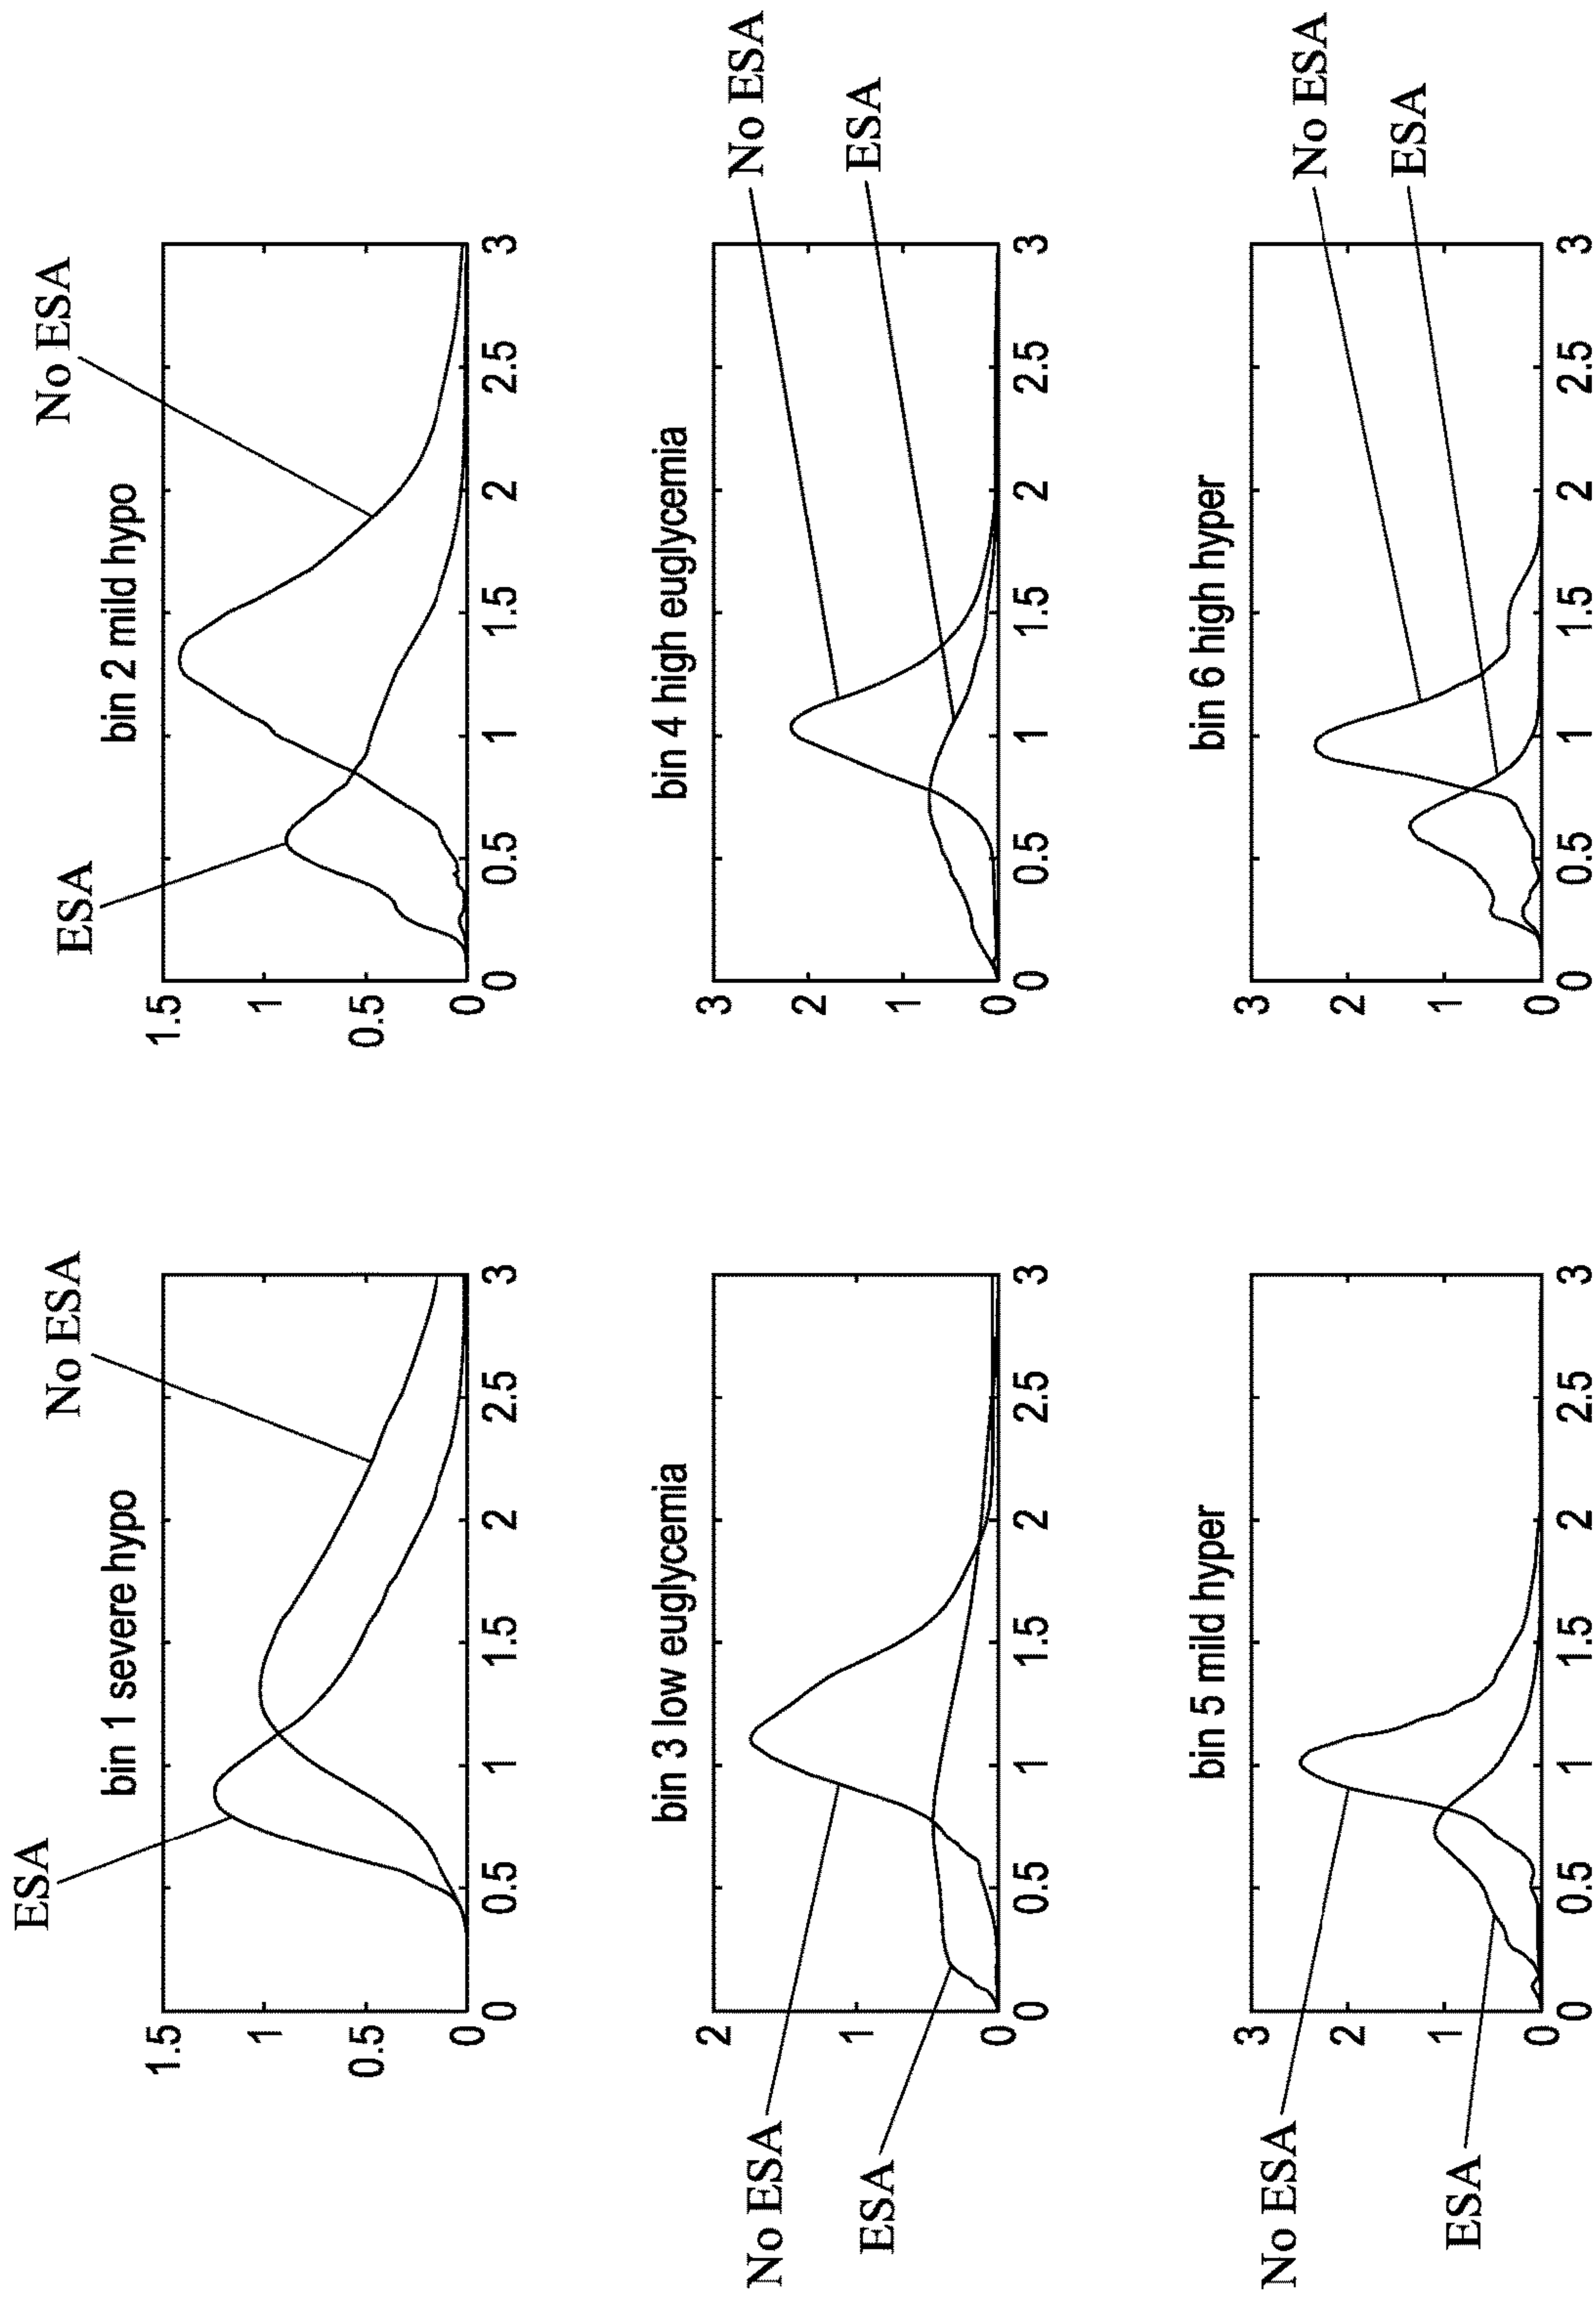 ESA
No ESA
bin 1 severe hypo
1.5
1
0.5
0
0 0.5 1 1.5 2 2.5 3
ESA
No ESA
bin 2 mild hypo
1.5
1
0.5
0
0 0.5 1 1.5 2 2.5 3
bin 3 low euglycemia
No ESA
ESA
2
1
0
0 0.5 1 1.5 2 2.5 3
bin 4 high euglycemia
No ESA
ESA
3
2
1
0
0 0.5 1 1.5 2 2.5 3
bin 5 mild hyper
No ESA
ESA
3
2
1
0
0 0.5 1 1.5 2 2.5 3
bin 6 high hyper
No ESA
ESA
3
2
1
0
0 0.5 1 1.5 2 2.5 3